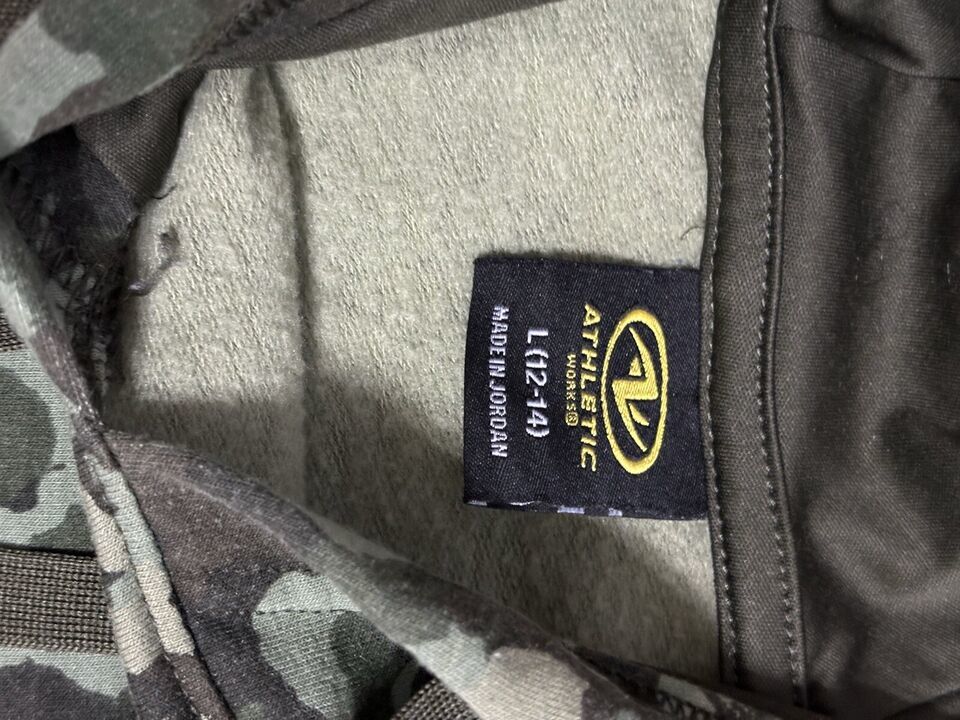 ATHLETIC
WORKS®
L(12-14)
MADE IN JORDAN